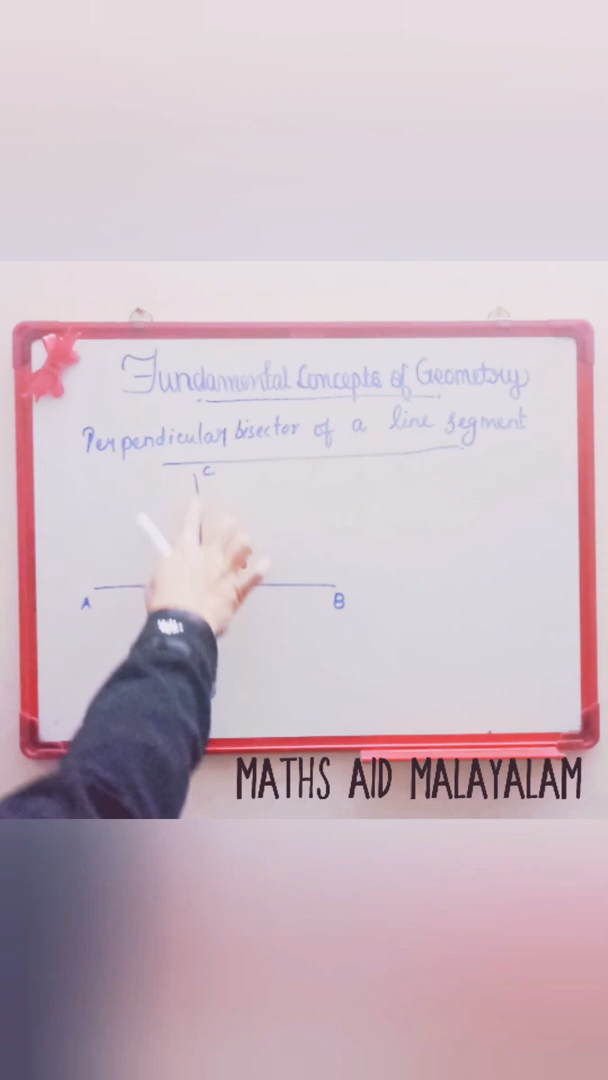 Fundamental Concepts of Geometry
Perpendicular bisector of a line segment
C
A
B
MATHS AID MALAYALAM